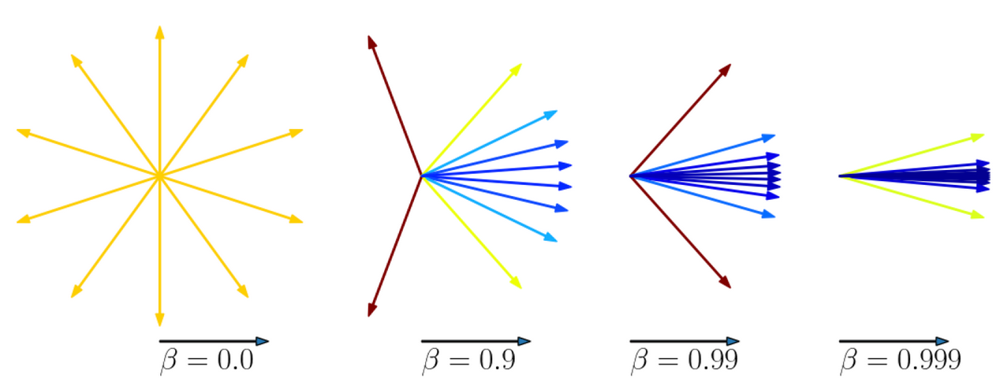 β = 0.0
β = 0.9
β = 0.99
β = 0.999